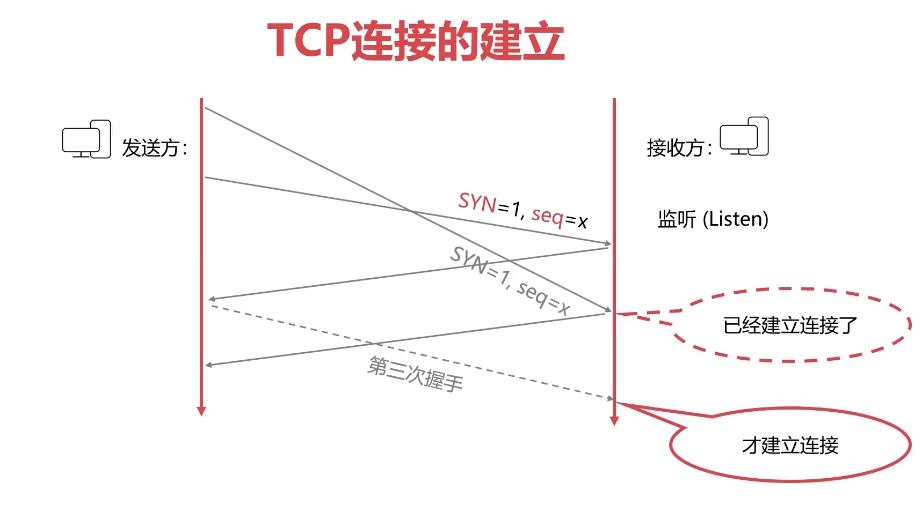 TCP连接的建立
发送方：
接收方：
SYN=1, seq=x
监听 (Listen)
SYN=1, seq=x
已经建立连接了
第三次握手
才建立连接